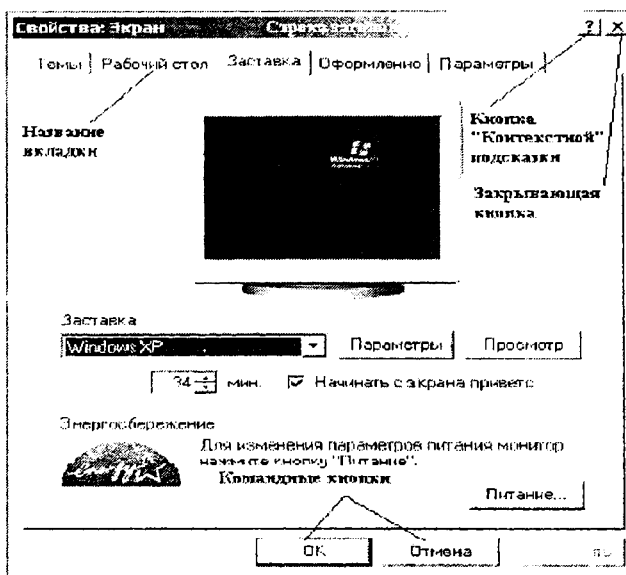 Свойства: Экран
? ×
Темы Рабочий стол Заставка Оформление Параметры
Название
вкладки
Кнопка
"Контекстной"
подсказки
Закрывающая
кнопка
Заставка
Windows XP
Параметры
Просмотр
34 мин.
Начинать с экрана приветс
Энергосбережение
Для изменения параметров питания монитор
нажмите кнопку "Питание".
Командные кнопки
Питание...
ОК
Отмена